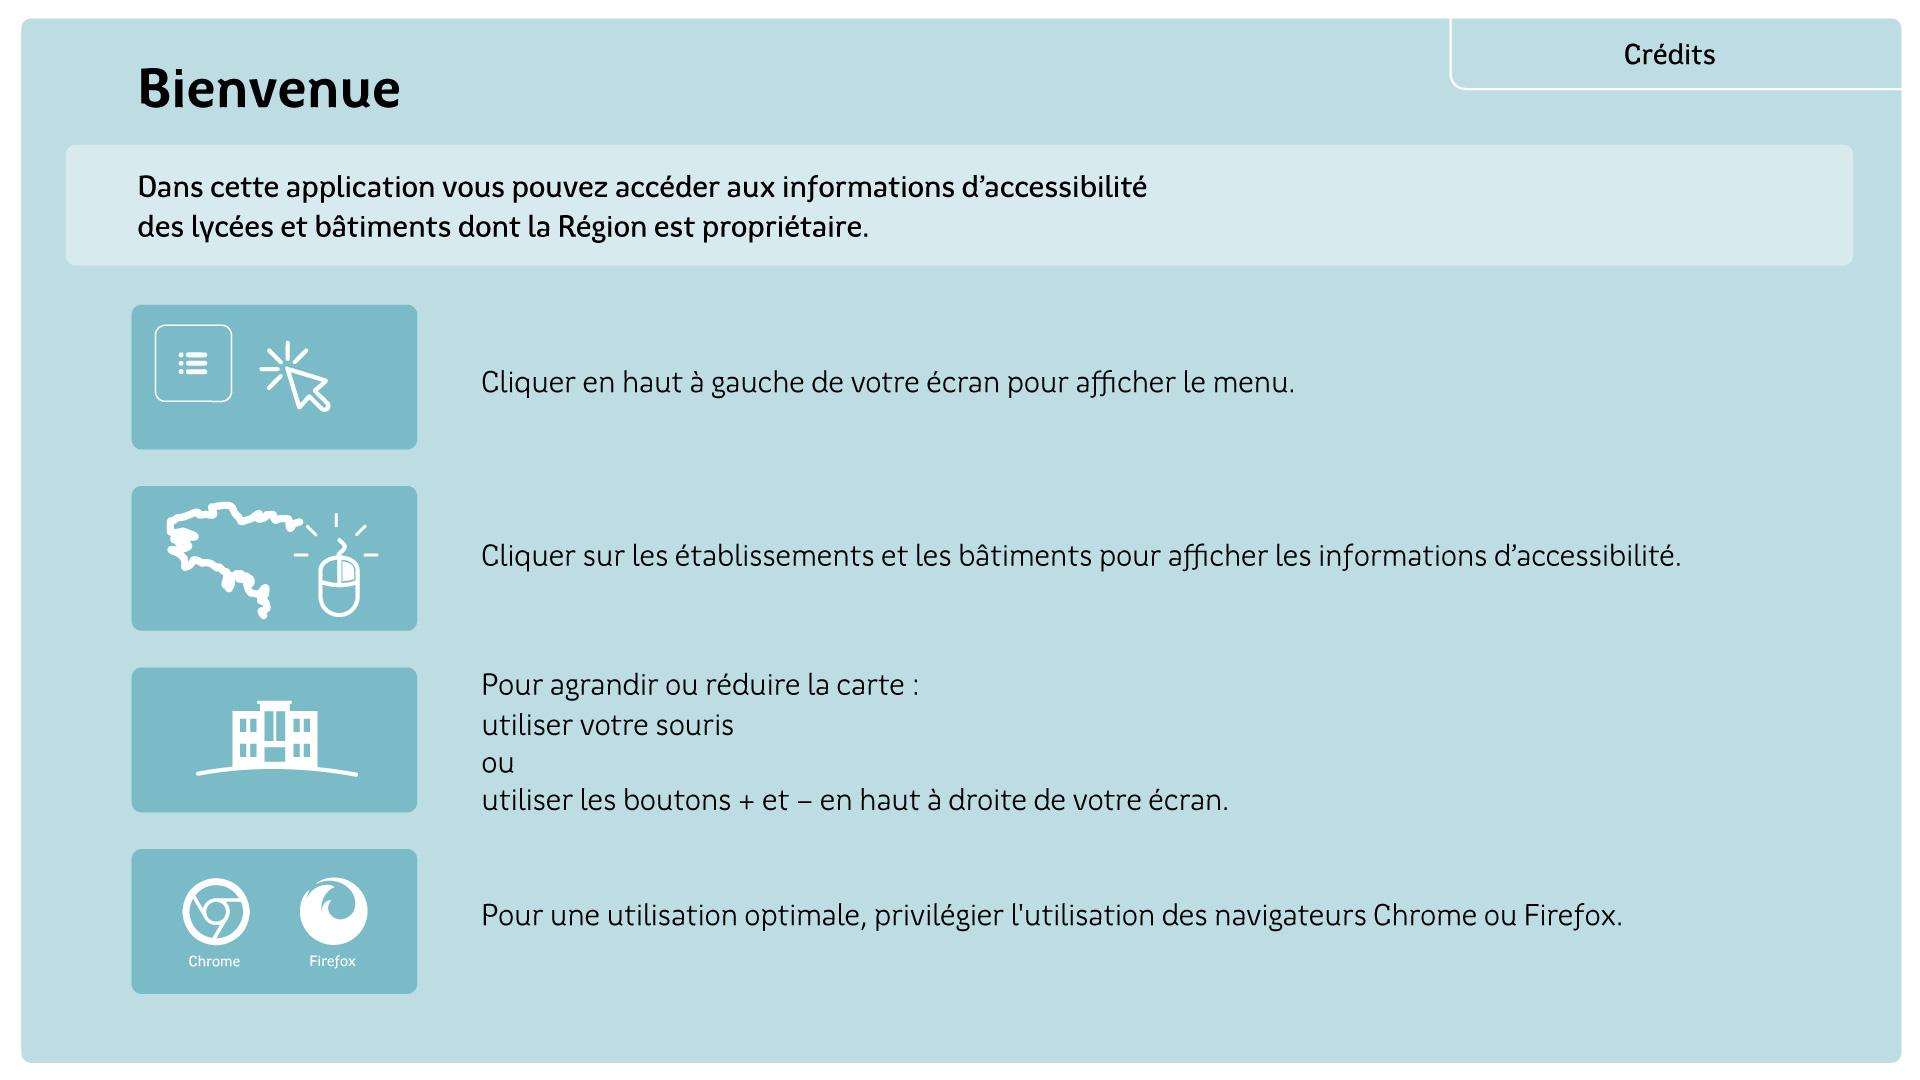 Crédits
Bienvenue
Dans cette application vous pouvez accéder aux informations d’accessibilité
des lycées et bâtiments dont la Région est propriétaire.
Cliquer en haut à gauche de votre écran pour afficher le menu.
Cliquer sur les établissements et les bâtiments pour afficher les informations d’accessibilité.
Pour agrandir ou réduire la carte :
utiliser votre souris
ou
utiliser les boutons + et – en haut à droite de votre écran.
Pour une utilisation optimale, privilégier l'utilisation des navigateurs Chrome ou Firefox.
Chrome
Firefox